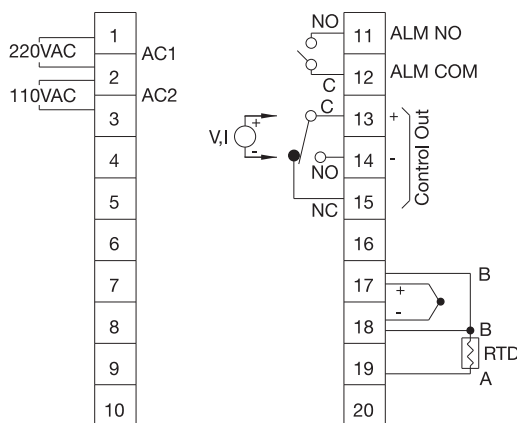 220VAC
110VAC
1
2
3
4
5
6
7
8
9
10
AC1
AC2
NO
C
11 ALM NO
12 ALM COM
V,I
+
-
C
NO
NC
13
14
15
+
-
Control Out
16
17
18
19
20
+
-
B
B
RTD
A